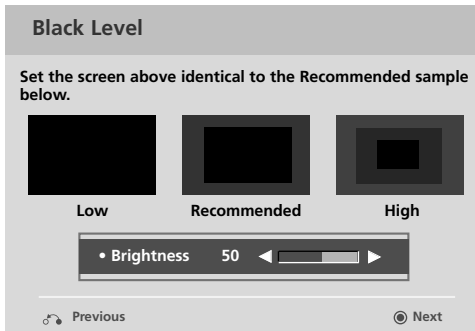 Black Level
Set the screen above identical to the Recommended sample
below.
Low Recommended High
• Brightness 50
Previous Next